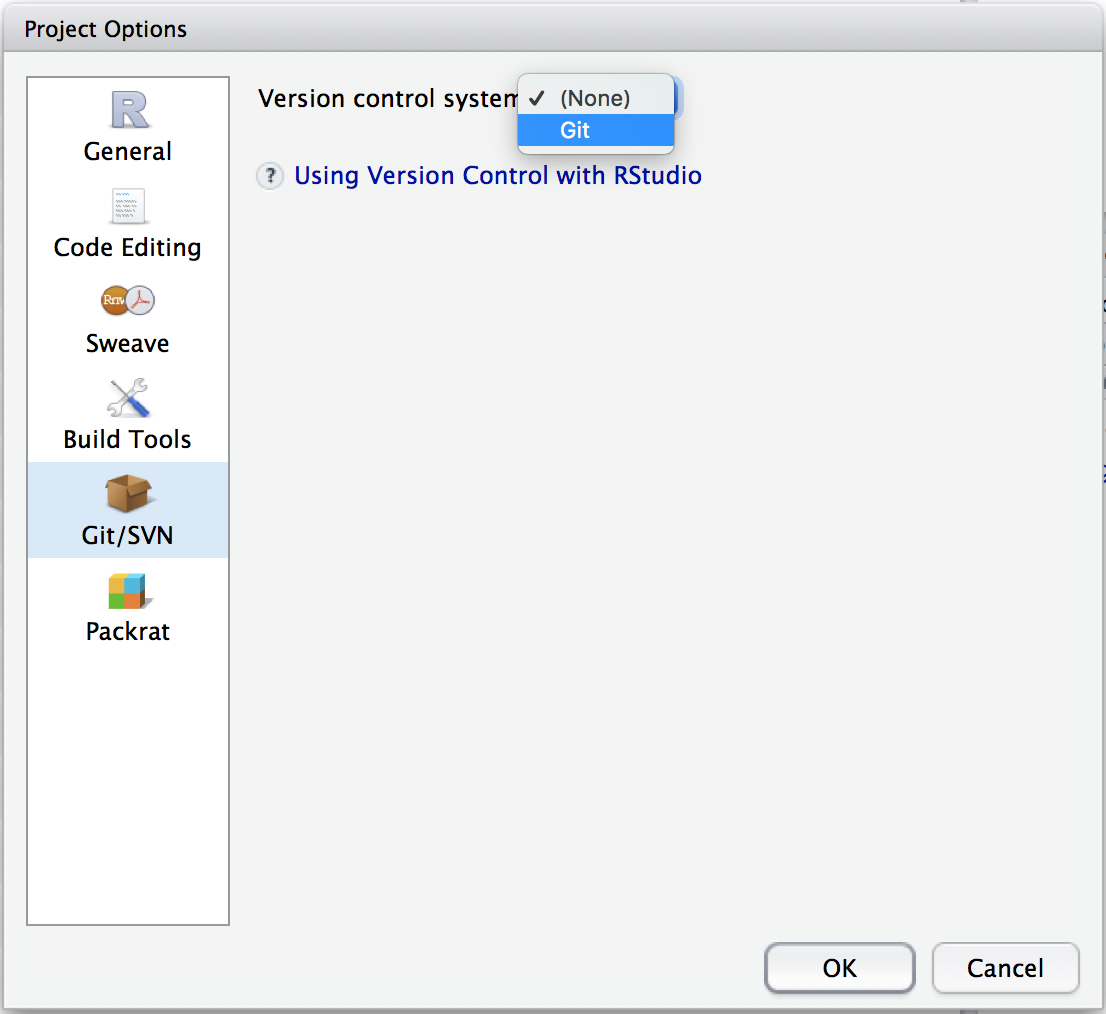 Project Options
R
General
Code Editing
Rnw
Sweave
Build Tools
Git/SVN
Packrat
Version control system
✓ (None)
Git
? Using Version Control with RStudio
OK
Cancel